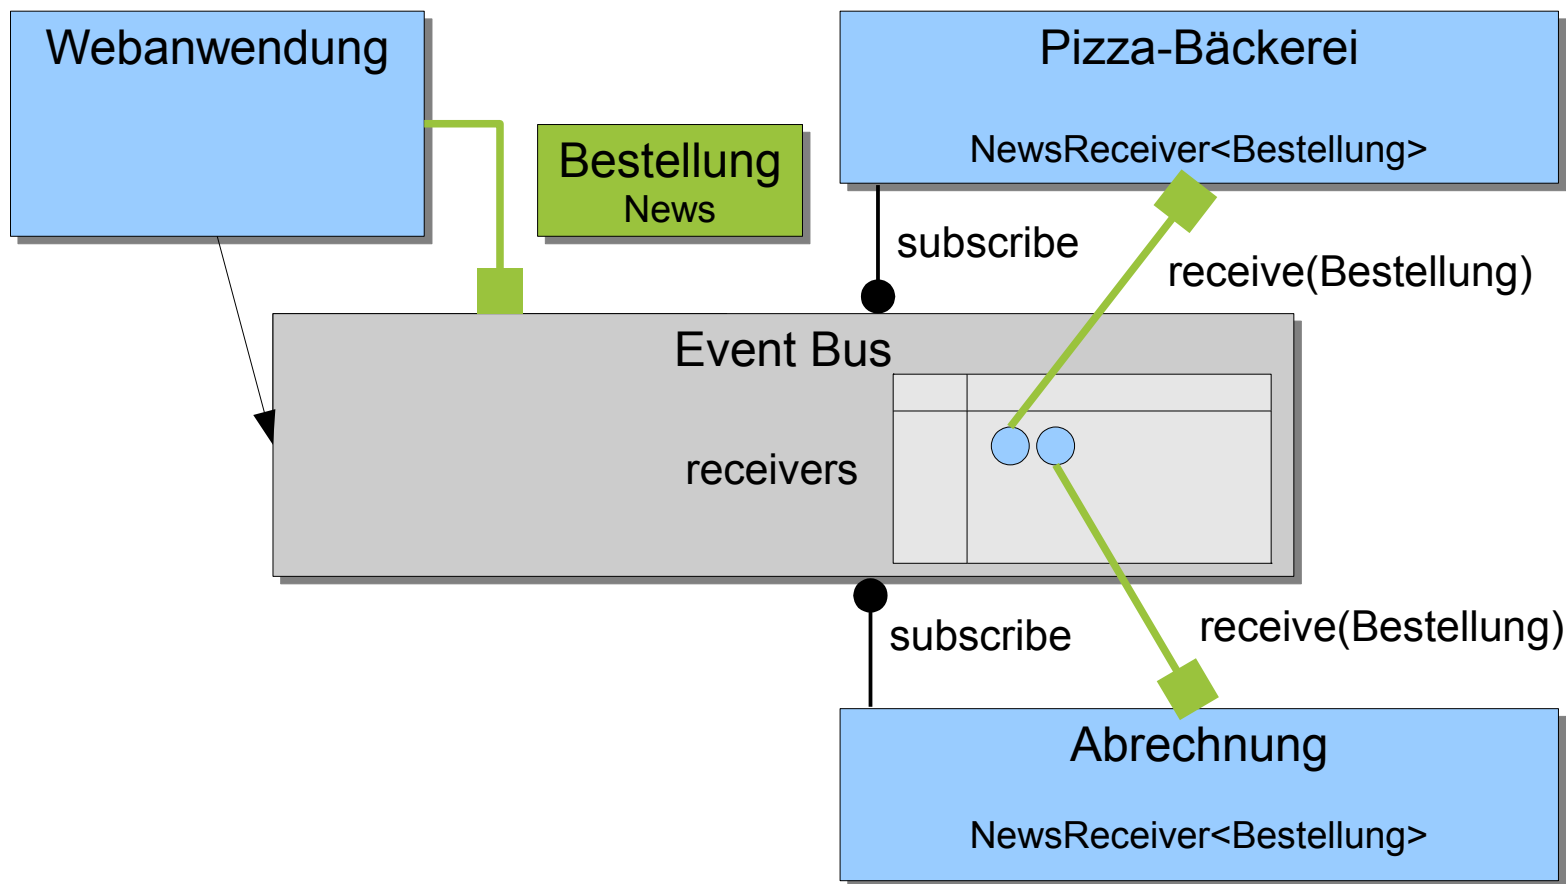 Webanwendung
Bestellung
News
Pizza-Bäckerei
NewsReceiver<Bestellung>
subscribe
receive(Bestellung)
Event Bus
receivers
subscribe
receive(Bestellung)
Abrechnung
NewsReceiver<Bestellung>